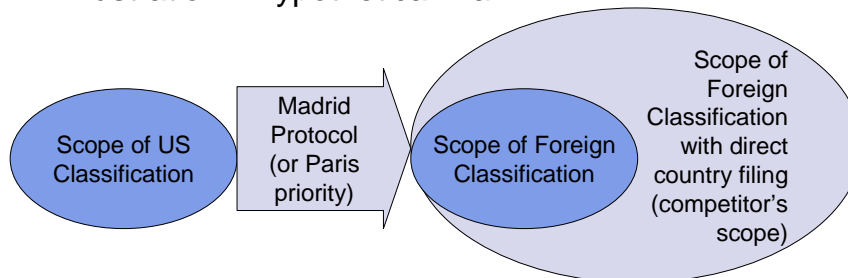 Scope of US
Classification
Madrid
Protocol
(or Paris
priority)
Scope of Foreign
Classification
Scope of
Foreign
Classification
with direct
country filing
(competitor's
scope)